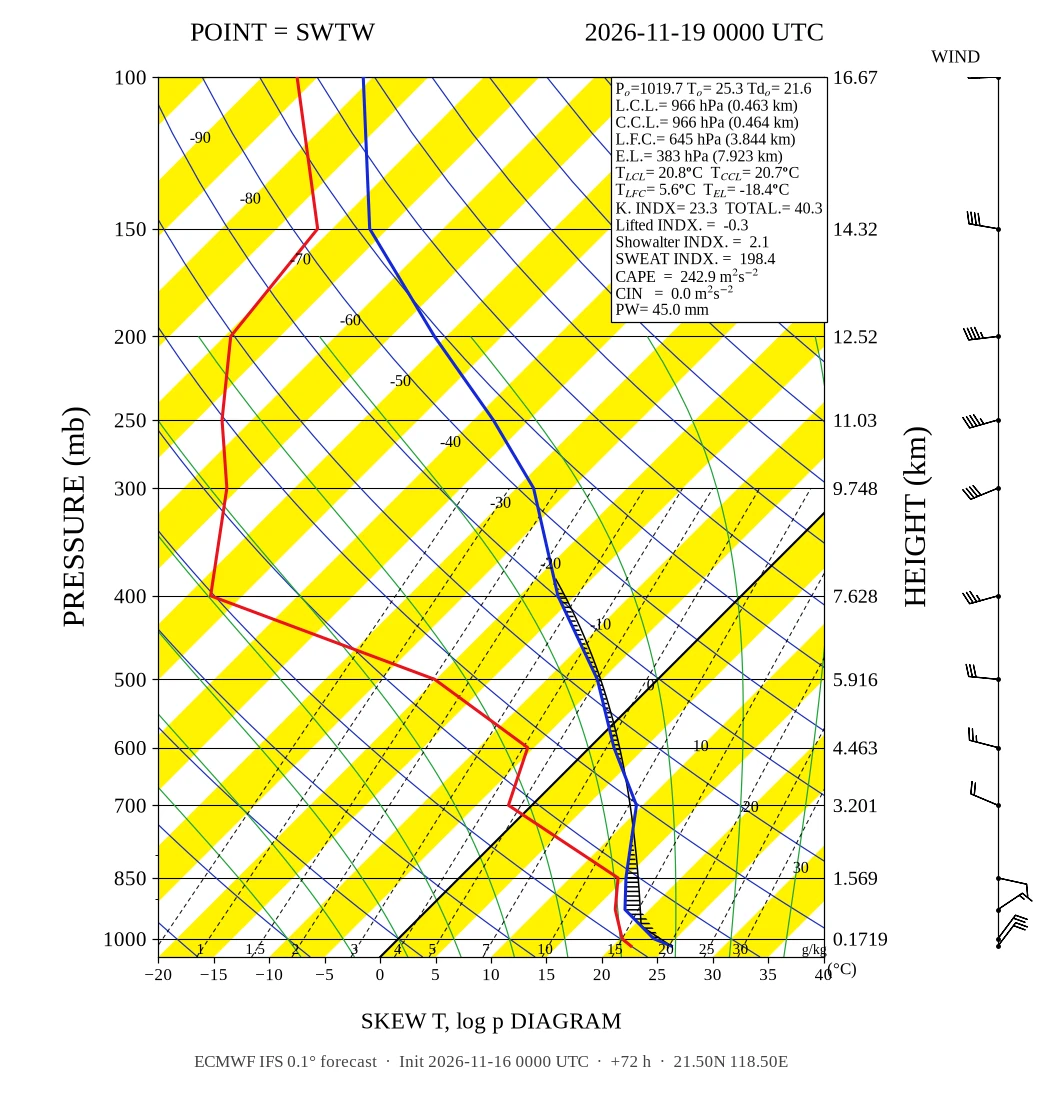 POINT = SWTW
2026-11-19 0000 UTC
WIND
100
16.67
Pₒ=1019.7 Tₒ= 25.3 Tdₒ= 21.6
L.C.L.= 966 hPa (0.463 km)
C.C.L.= 966 hPa (0.464 km)
L.F.C.= 645 hPa (3.844 km)
E.L.= 383 hPa (7.923 km)
T_LCL= 20.8°C T_CCL= 20.7°C
T_LFC= 5.6°C T_EL= -18.4°C
K. INDX= 23.3 TOTAL.= 40.3
Lifted INDX. = -0.3
Showalter INDX. = 2.1
SWEAT INDX. = 198.4
CAPE = 242.9 m²s⁻²
CIN = 0.0 m²s⁻²
PW= 45.0 mm
-90
-80
150
14.32
-70
-60
200
12.52
-50
250
11.03
-40
300
9.748
-30
-20
400
7.628
-10
500
5.916
0
600
4.463
10
700
3.201
20
850
1.569
30
1000
0.1719
PRESSURE (mb)
HEIGHT (km)
1 1.5 2 3 4 5 7 10 15 20 25 30 g/kg
−20 −15 −10 −5 0 5 10 15 20 25 30 35 40 (°C)
SKEW T, log p DIAGRAM
ECMWF IFS 0.1° forecast · Init 2026-11-16 0000 UTC · +72 h · 21.50N 118.50E